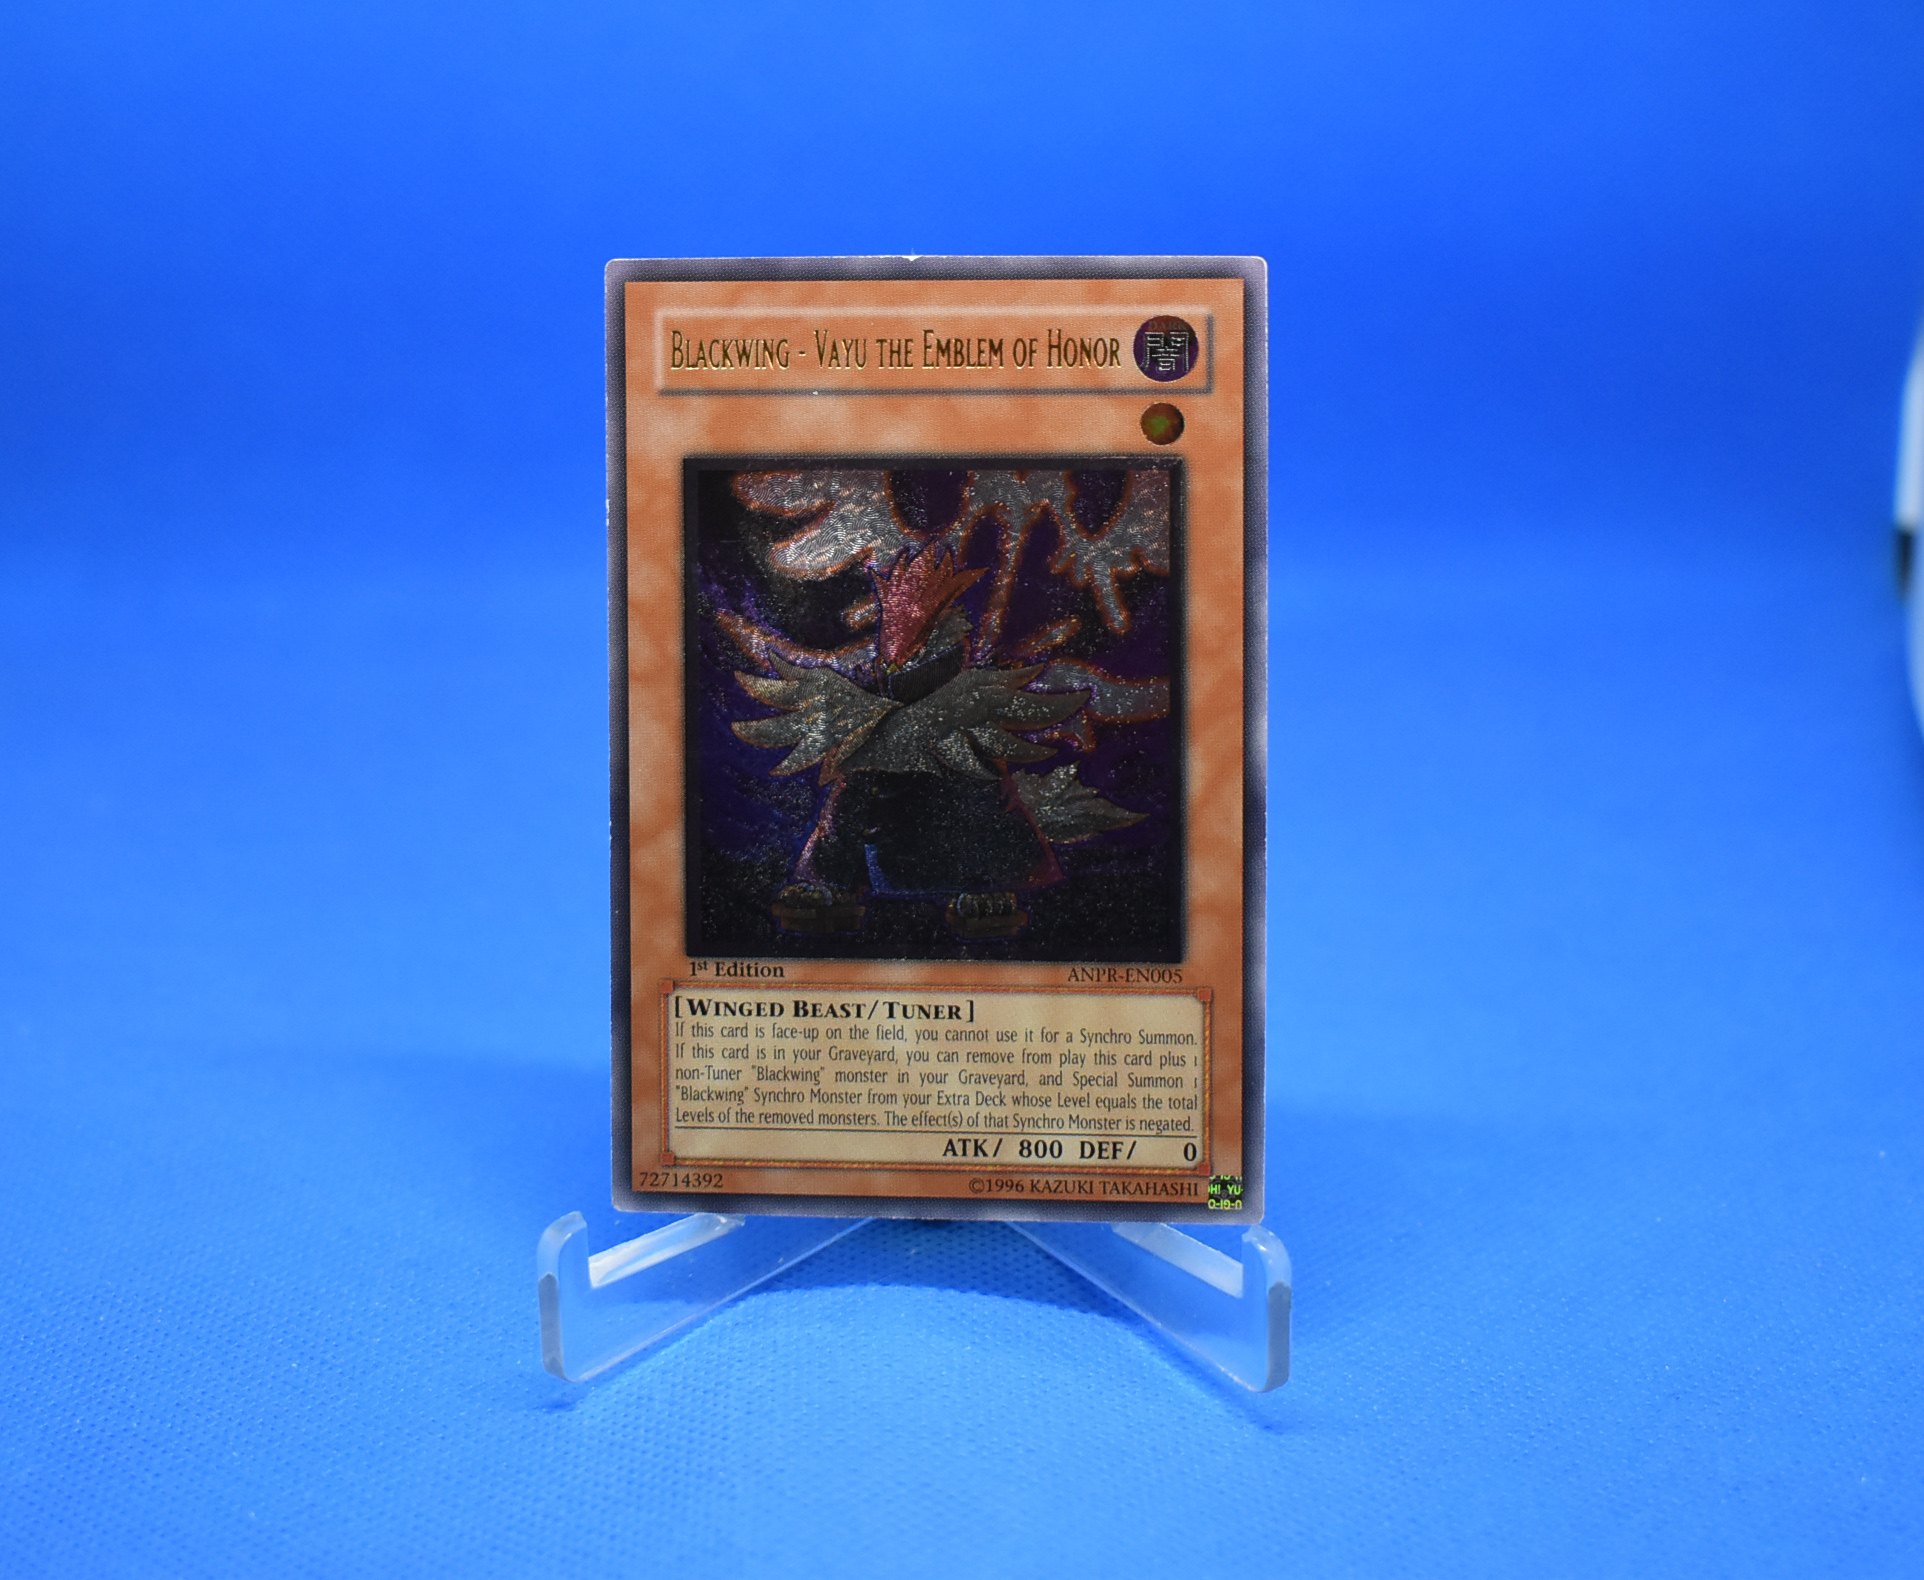 BLACKWING - VAYU THE EMBLEM OF HONOR
DARK
闇
1st Edition
ANPR-EN005
[WINGED BEAST/TUNER]
If this card is face-up on the field, you cannot use it for a Synchro Summon.
If this card is in your Graveyard, you can remove from play this card plus 1
non-Tuner "Blackwing" monster in your Graveyard, and Special Summon 1
"Blackwing" Synchro Monster from your Extra Deck whose Level equals the total
Levels of the removed monsters. The effect(s) of that Synchro Monster is negated.
ATK/ 800 DEF/ 0
72714392
©1996 KAZUKI TAKAHASHI